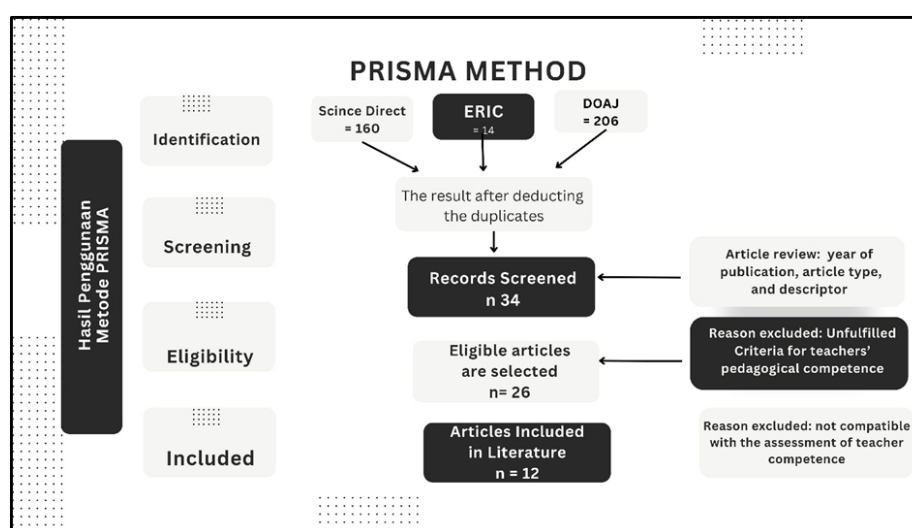 PRISMA METHOD
Hasil Penggunaan
Metode PRISMA
Identification
Scince Direct
= 160
ERIC
= 14
DOAJ
= 206
The result after deducting
the duplicates
Screening
Records Screened
n 34
Article review: year of
publication, article type,
and descriptor
Eligibility
Eligible articles
are selected
n= 26
Reason excluded: Unfulfilled
Criteria for teachers'
pedagogical competence
Included
Articles Included
in Literature
n = 12
Reason excluded: not compatible
with the assessment of teacher
competence